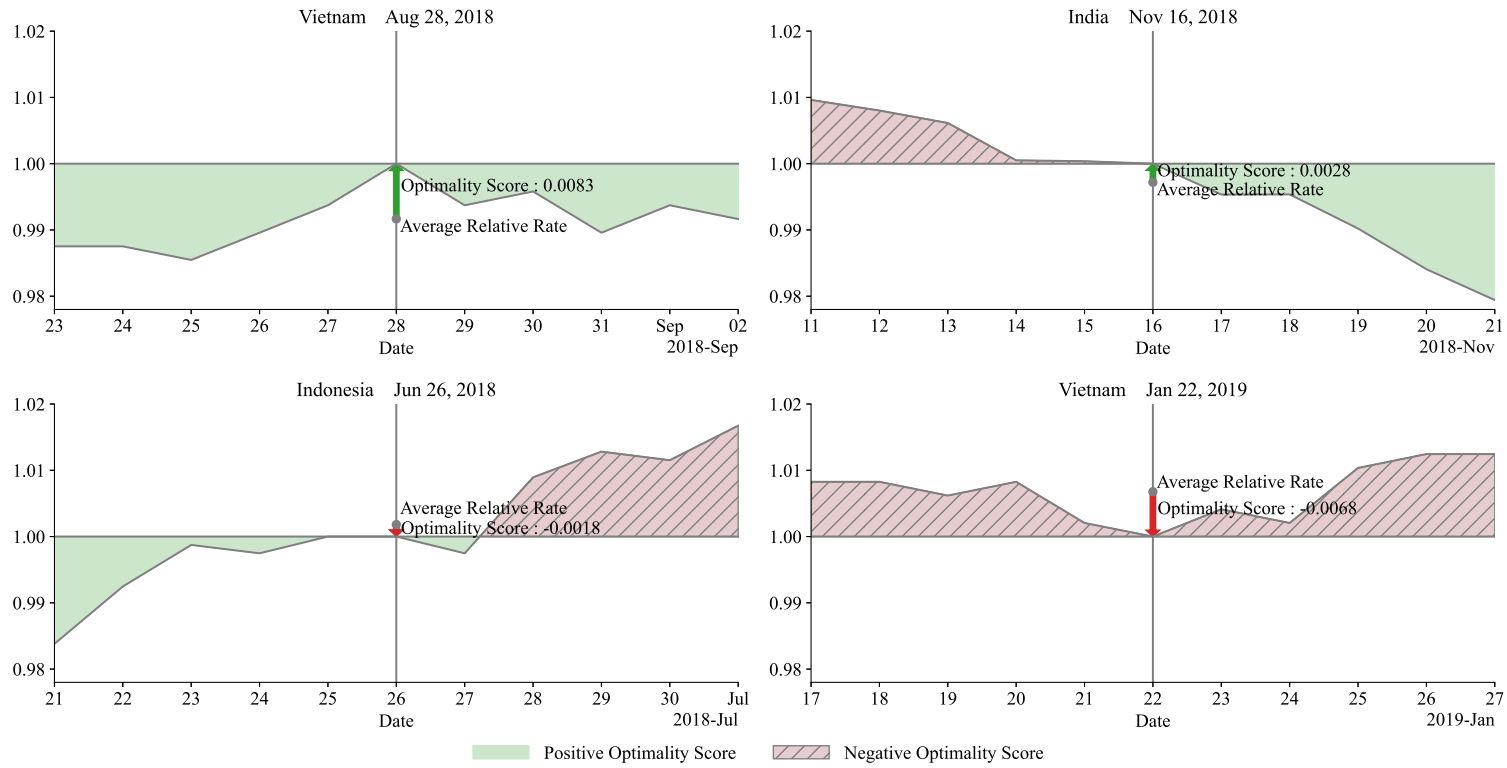 Vietnam Aug 28, 2018
1.02
1.01
1.00
0.99
0.98
Optimality Score : 0.0083
Average Relative Rate
23 24 25 26 27 28 29 30 31 Sep 02
Date
2018-Sep
India Nov 16, 2018
1.02
1.01
1.00
0.99
0.98
Optimality Score : 0.0028
Average Relative Rate
11 12 13 14 15 16 17 18 19 20 21
Date
2018-Nov
Indonesia Jun 26, 2018
1.02
1.01
1.00
0.99
0.98
Average Relative Rate
Optimality Score : -0.0018
21 22 23 24 25 26 27 28 29 30 Jul
Date
2018-Jul
Vietnam Jan 22, 2019
1.02
1.01
1.00
0.99
0.98
Average Relative Rate
Optimality Score : -0.0068
17 18 19 20 21 22 23 24 25 26 27
Date
2019-Jan
Positive Optimality Score
Negative Optimality Score